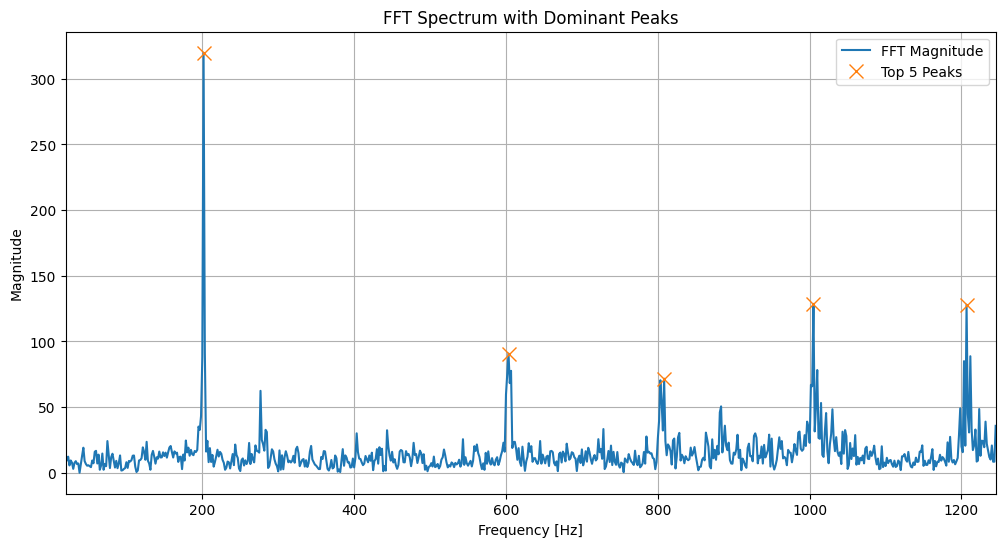 FFT Spectrum with Dominant Peaks
FFT Magnitude
Top 5 Peaks
Magnitude
300
250
200
150
100
50
0
200
400
600
800
1000
1200
Frequency [Hz]